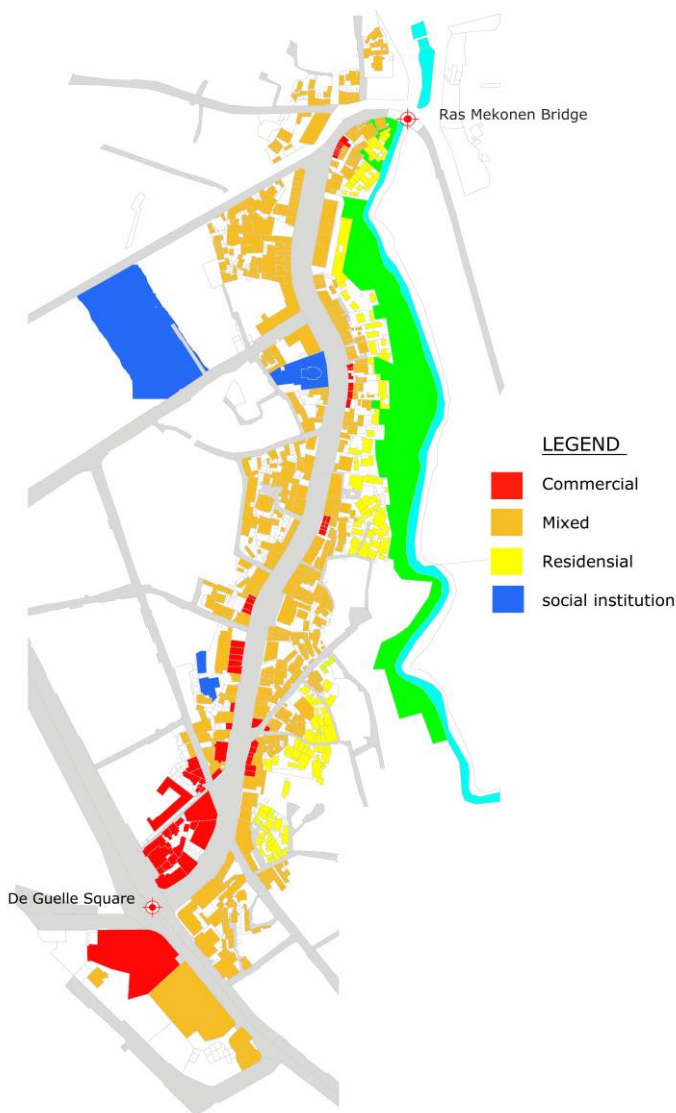 Ras Mekonen Bridge
LEGEND
Commercial
Mixed
Residensial
social institution
De Guelle Square